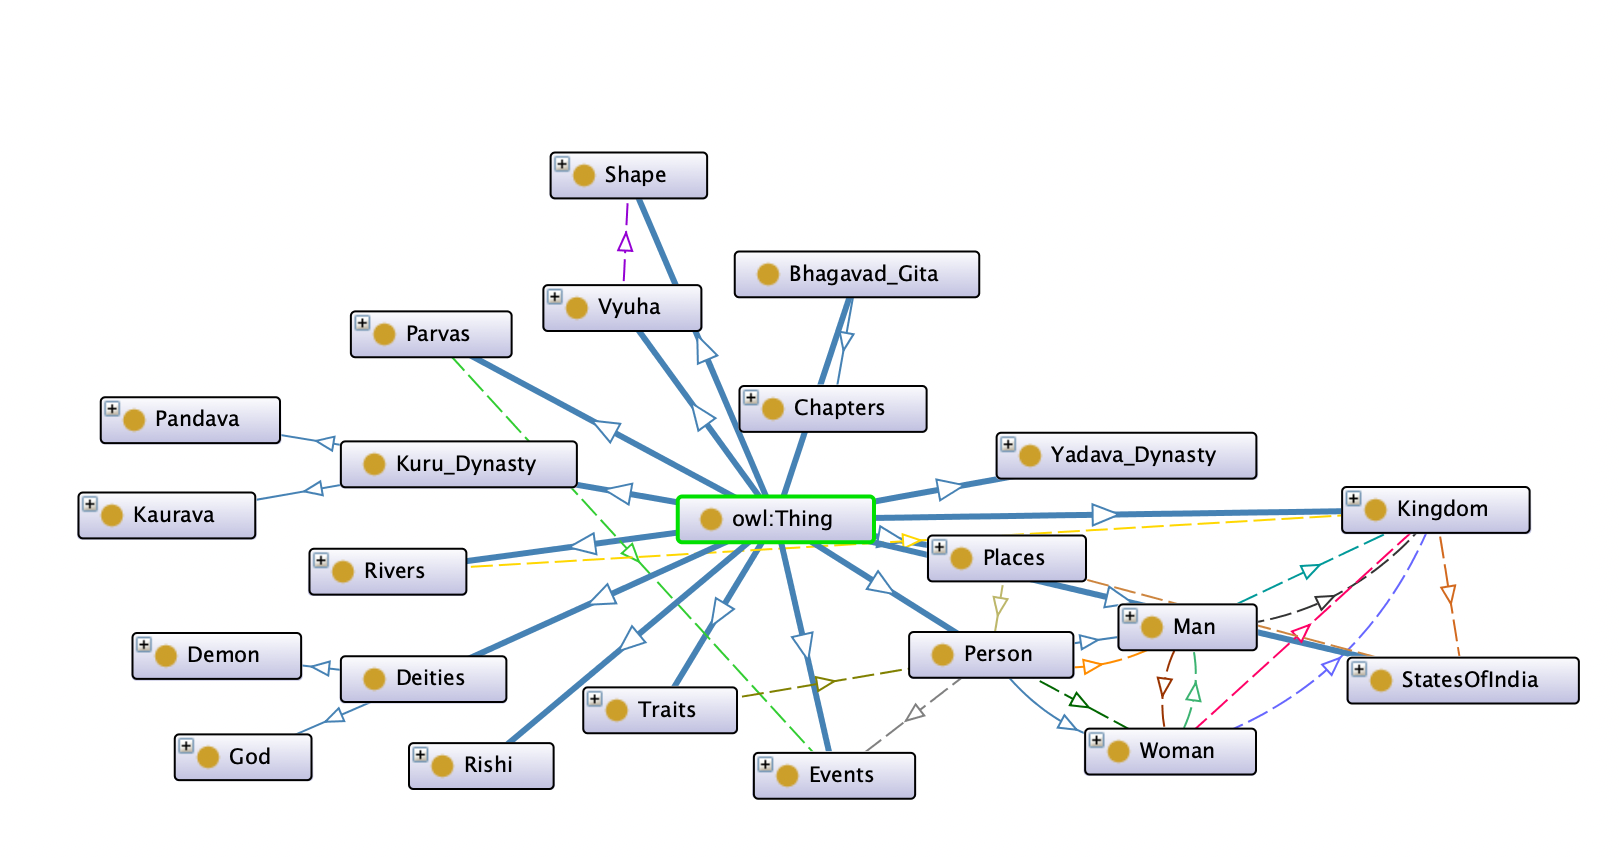 Shape
Bhagavad_Gita
Vyuha
Parvas
Chapters
Pandava
Yadava_Dynasty
Kuru_Dynasty
Kingdom
Kaurava
owl:Thing
Places
Rivers
Man
Demon
Person
Deities
StatesOfIndia
Traits
Woman
God
Rishi
Events